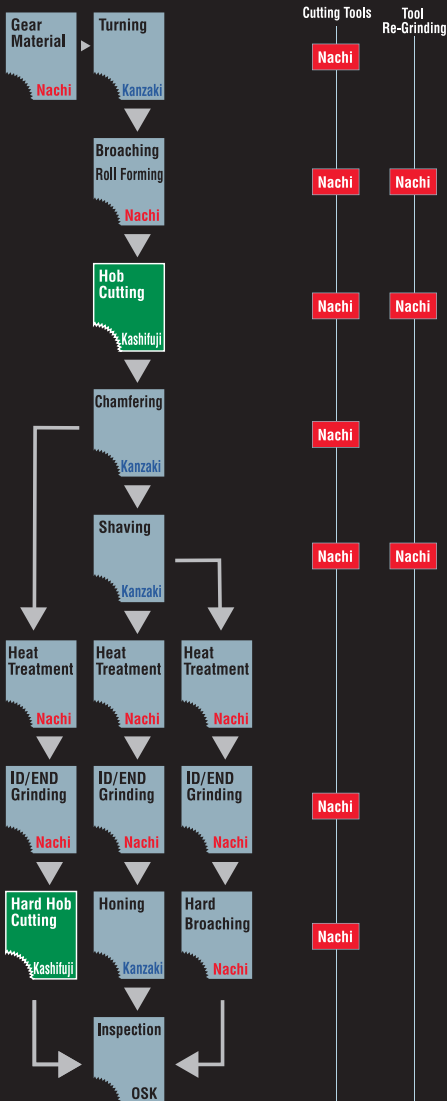 Cutting Tools
Tool
Re-Grinding
Gear
Material
Nachi
Turning
Kanzaki
Nachi
Broaching
Roll Forming
Nachi
Nachi
Nachi
Hob
Cutting
Kashifuji
Nachi
Nachi
Chamfering
Kanzaki
Nachi
Shaving
Kanzaki
Nachi
Nachi
Heat
Treatment
Nachi
Heat
Treatment
Nachi
Heat
Treatment
Nachi
ID/END
Grinding
Nachi
ID/END
Grinding
Nachi
ID/END
Grinding
Nachi
Nachi
Hard Hob
Cutting
Kashifuji
Honing
Kanzaki
Hard
Broaching
Nachi
Nachi
Inspection
OSK